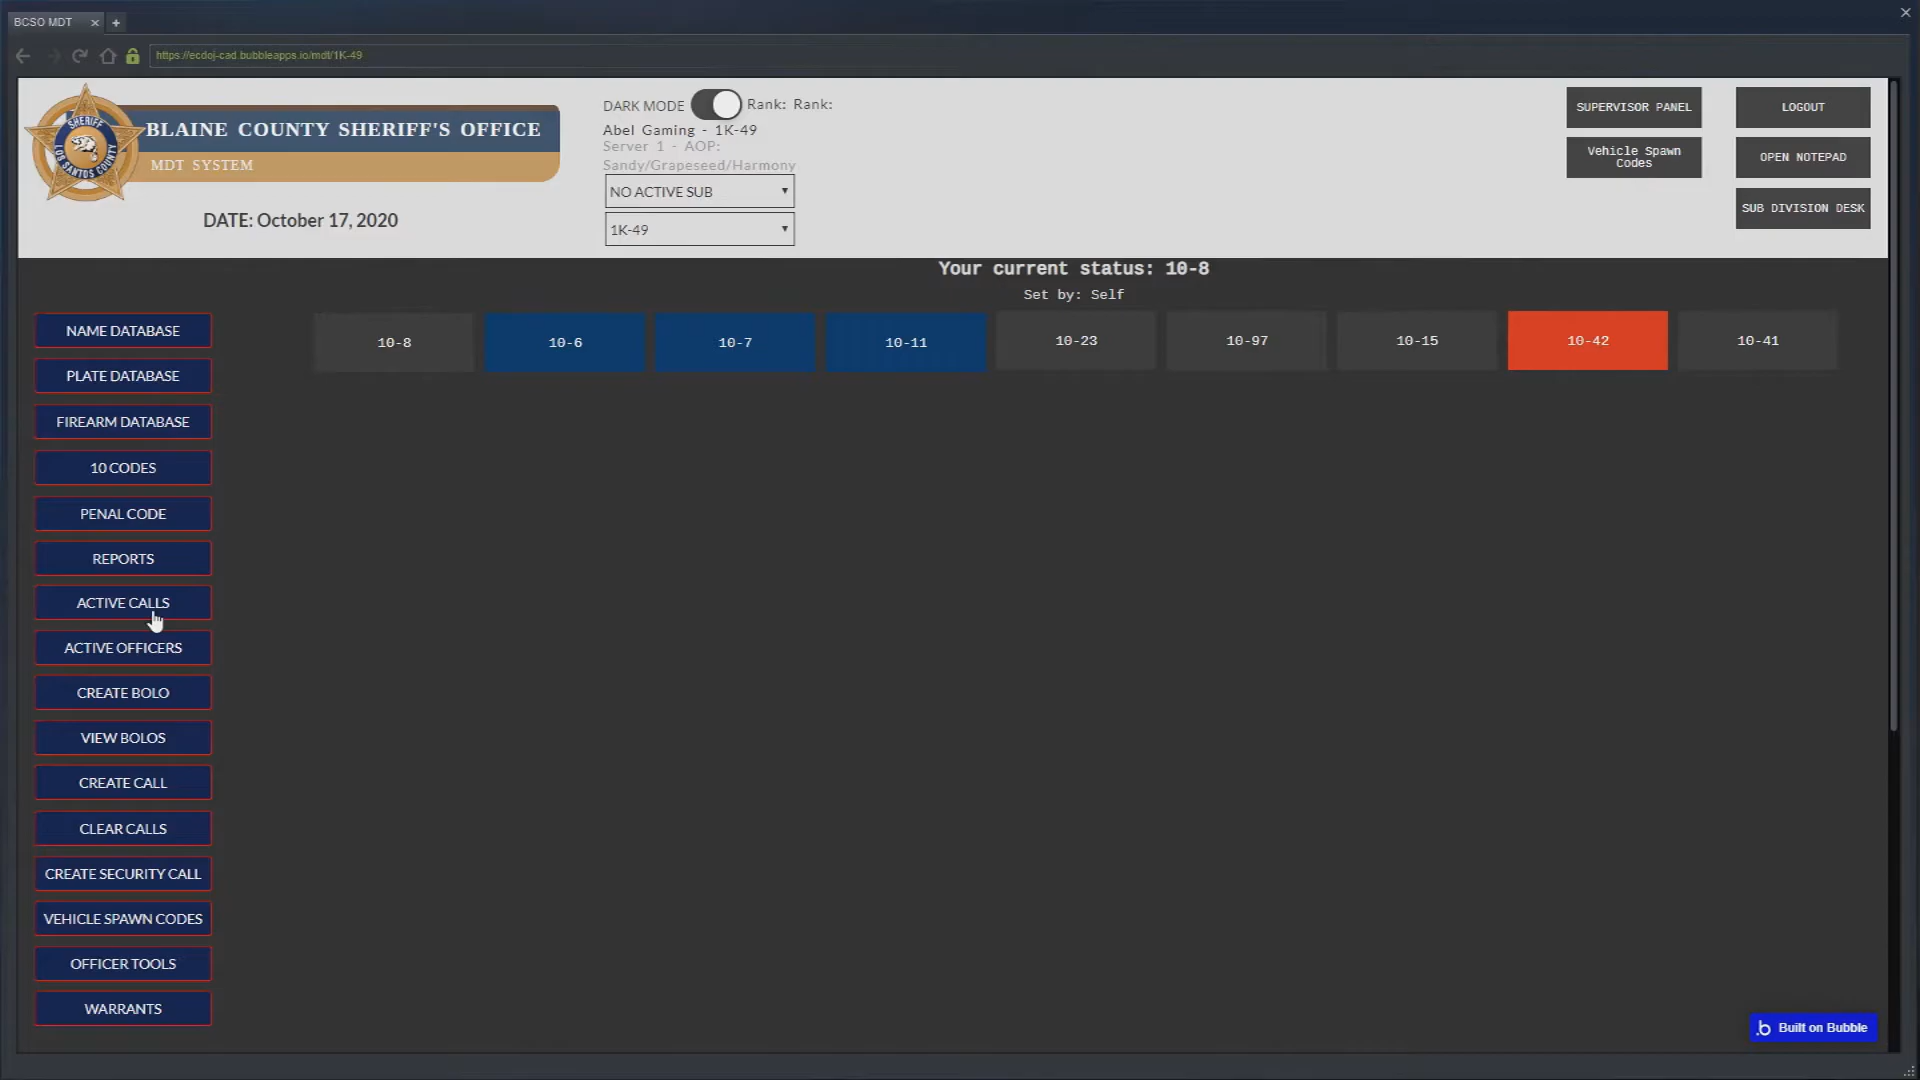 BCSO MDT
https://ecdoj-cad.bubbleapps.io/mdt/1K-49
SHERIFF
LOS SANTOS COUNTY
BLAINE COUNTY SHERIFF'S OFFICE
MDT SYSTEM
DATE: October 17, 2020
DARK MODE Rank: Rank:
Abel Gaming - 1K-49
Server 1 - AOP:
Sandy/Grapeseed/Harmony
NO ACTIVE SUB
1K-49
SUPERVISOR PANEL
LOGOUT
Vehicle Spawn
Codes
OPEN NOTEPAD
SUB DIVISION DESK
Your current status: 10-8
Set by: Self
10-8
10-6
10-7
10-11
10-23
10-97
10-15
10-42
10-41
NAME DATABASE
PLATE DATABASE
FIREARM DATABASE
10 CODES
PENAL CODE
REPORTS
ACTIVE CALLS
ACTIVE OFFICERS
CREATE BOLO
VIEW BOLOS
CREATE CALL
CLEAR CALLS
CREATE SECURITY CALL
VEHICLE SPAWN CODES
OFFICER TOOLS
WARRANTS
.b Built on Bubble